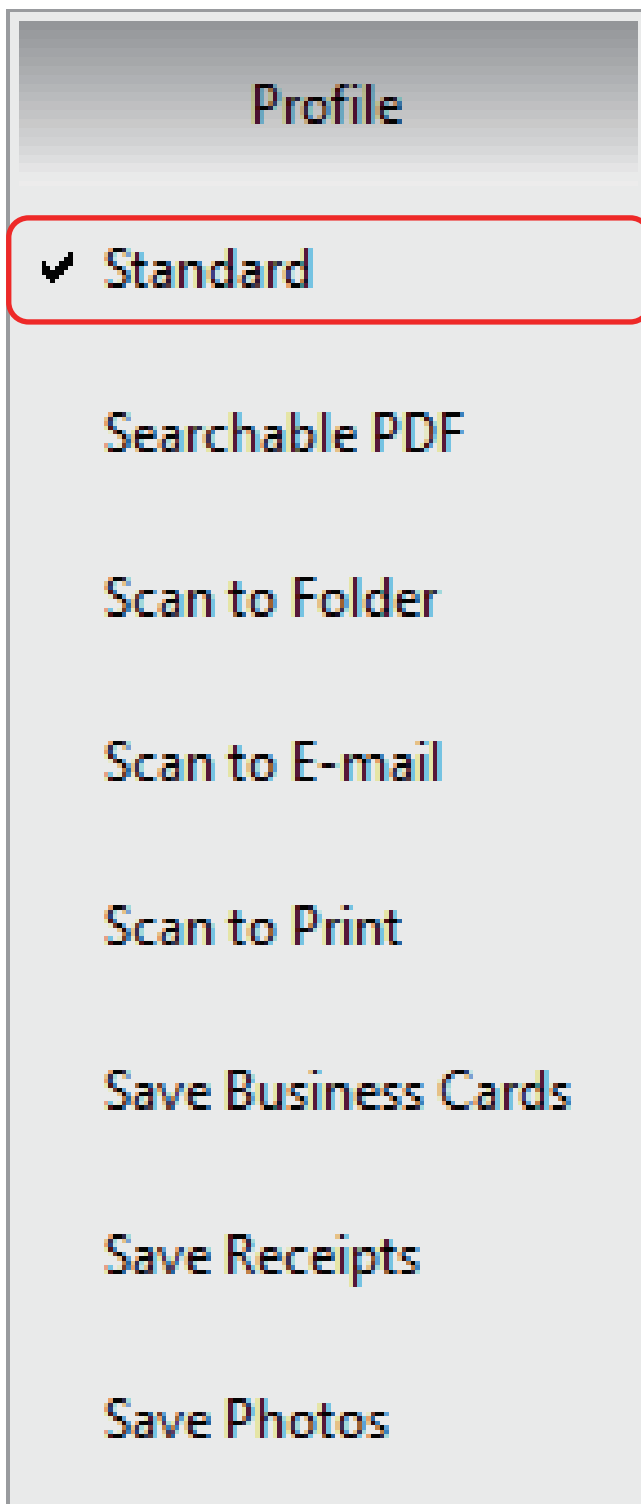 Profile
Standard
Searchable PDF
Scan to Folder
Scan to E-mail
Scan to Print
Save Business Cards
Save Receipts
Save Photos